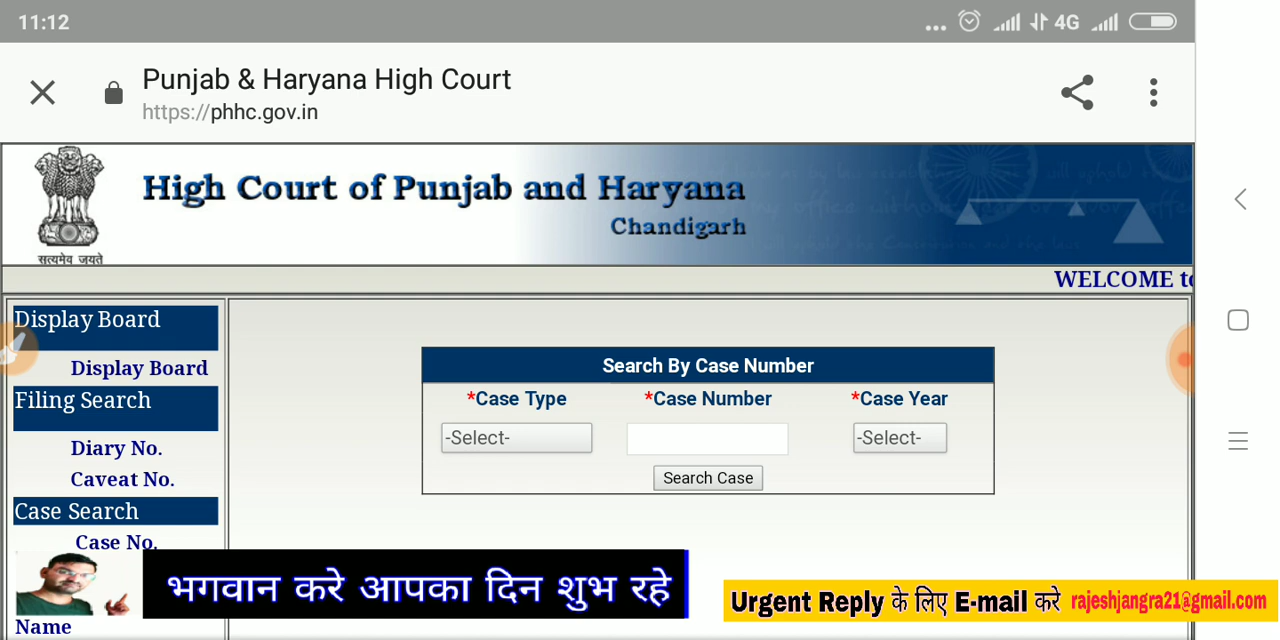 11:12
4G
Punjab & Haryana High Court
https://phhc.gov.in
High Court of Punjab and Haryana
Chandigarh
सत्यमेव जयते
WELCOME to
Display Board
Display Board
Filing Search
Diary No.
Caveat No.
Case Search
Case No.
Name
Search By Case Number
*Case Type *Case Number *Case Year
-Select- -Select-
Search Case
भगवान करे आपका दिन शुभ रहे
Urgent Reply के लिए E-mail करे rajeshjangra21@gmail.com